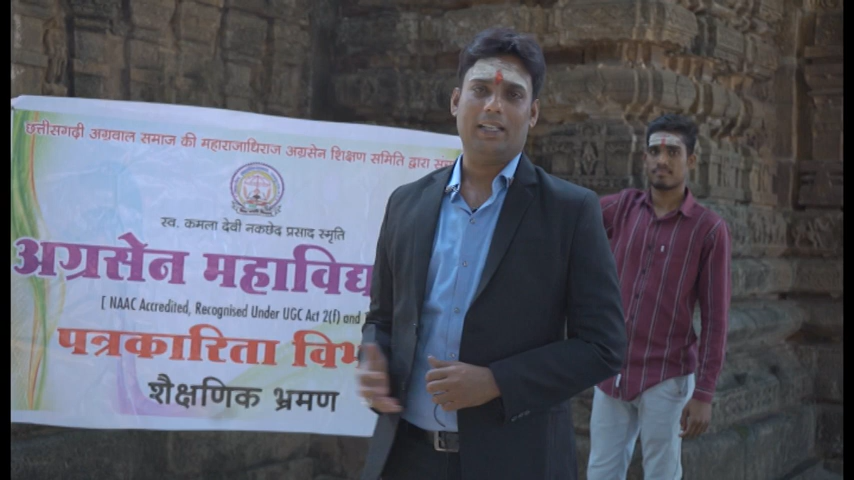 छत्तीसगढ़ी अग्रवाल समाज की महाराजाधिराज अग्रसेन शिक्षण समिति द्वारा
स्व. कमला देवी नकछेद प्रसाद स्मृति
अग्रसेन
[ NAAC Accredited, Recognised Under UGC Act 2(f) and
पत्रकारिता
शैक्षणिक भ्रमण